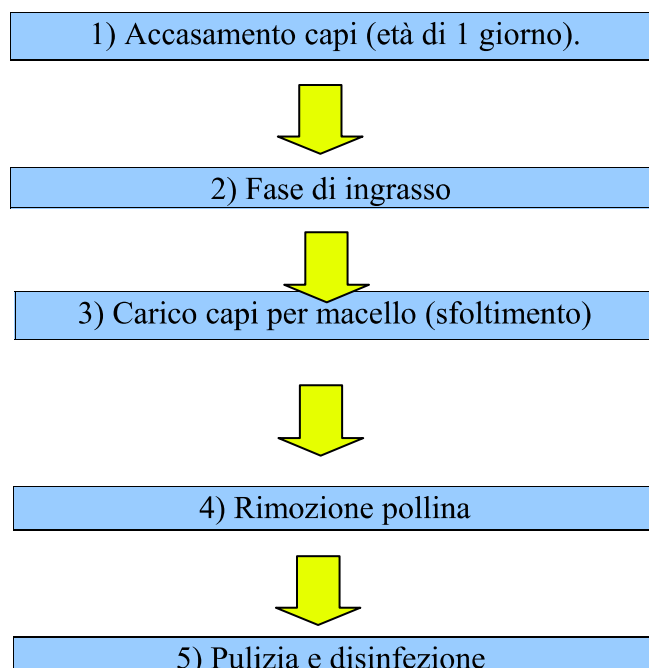 1) Accasamento capi (età di 1 giorno).
2) Fase di ingrasso
3) Carico capi per macello (sfoltimento)
4) Rimozione pollina
5) Pulizia e disinfezione